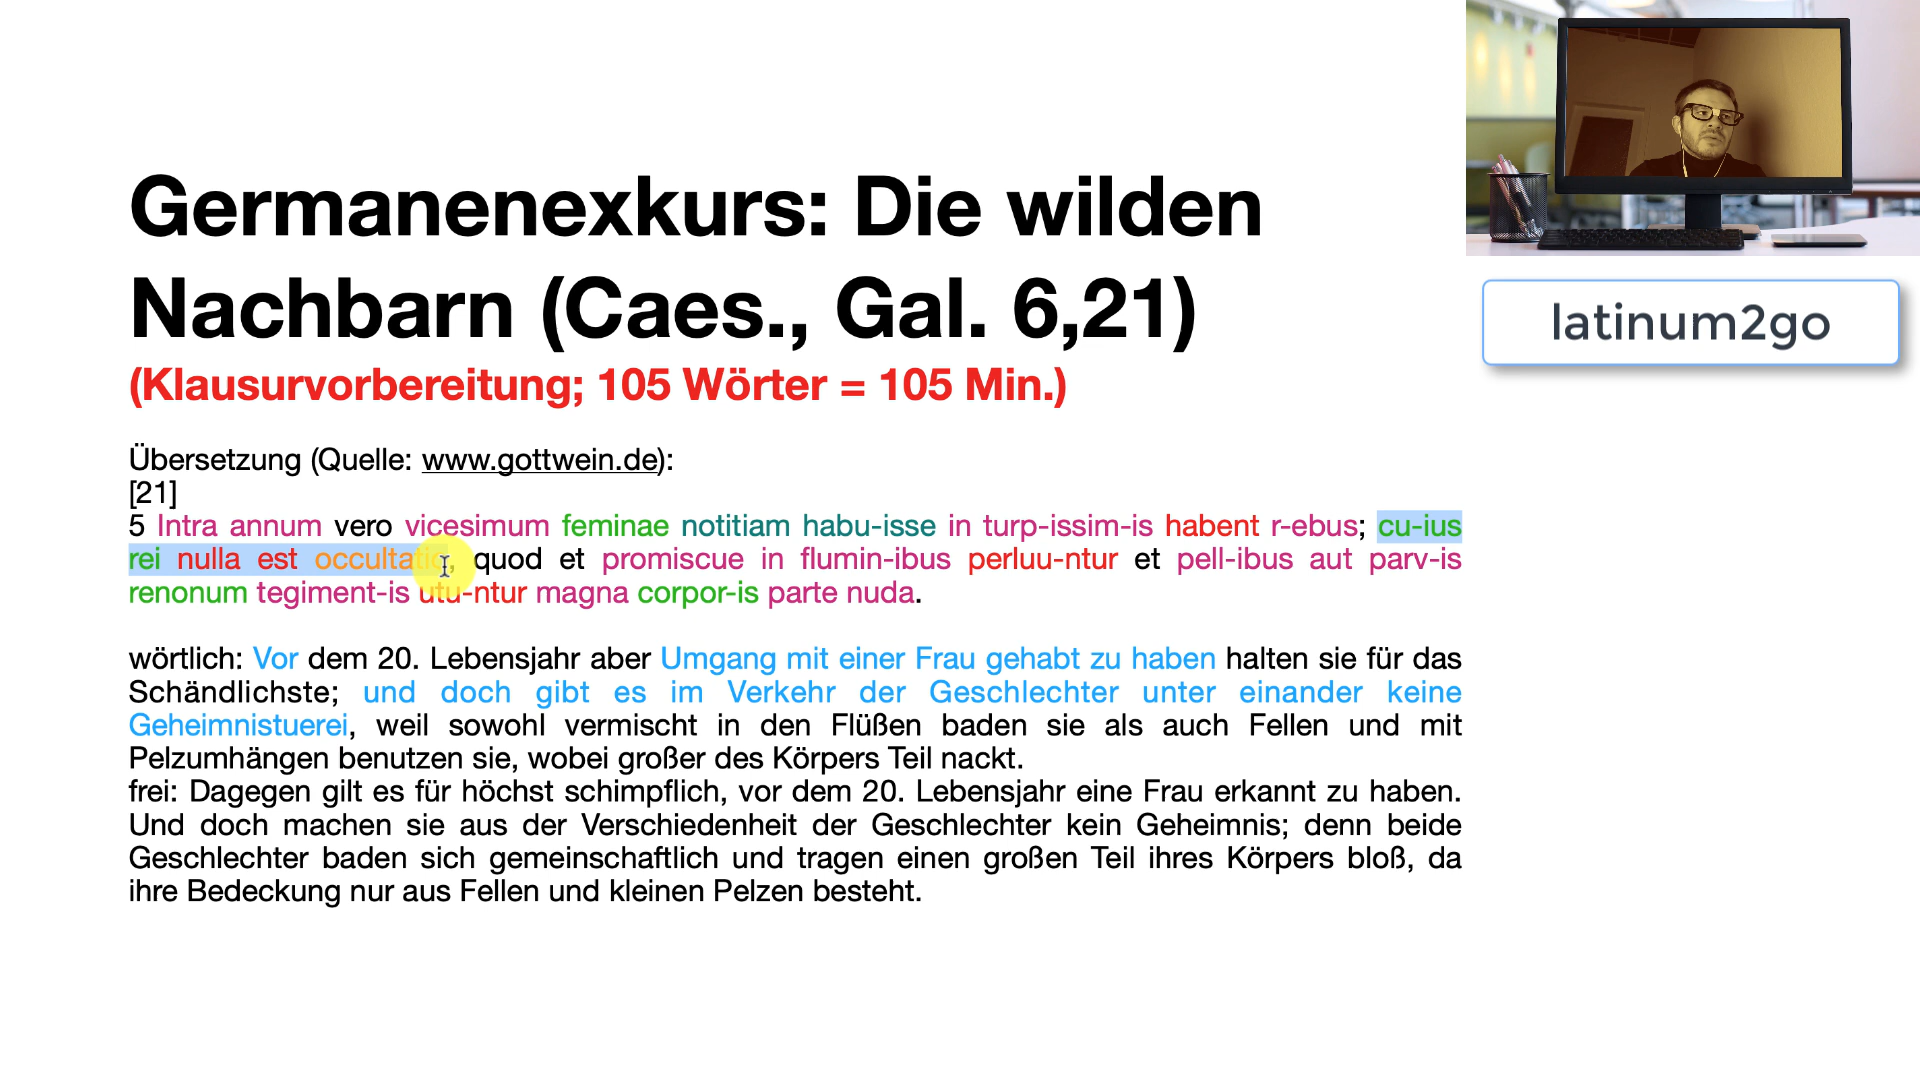 Germanenexkurs: Die wilden
Nachbarn (Caes., Gal. 6,21)
(Klausurvorbereitung; 105 Wörter = 105 Min.)
latinum2go
Übersetzung (Quelle: www.gottwein.de):
[21]
5 Intra annum vero vicesimum feminae notitiam habu-isse in turp-issim-is habent r-ebus; cu-ius
rei nulla est occultatio, quod et promiscue in flumin-ibus perluu-ntur et pell-ibus aut parv-is
renonum tegiment-is utu-ntur magna corpor-is parte nuda.
wörtlich: Vor dem 20. Lebensjahr aber Umgang mit einer Frau gehabt zu haben halten sie für das
Schändlichste; und doch gibt es im Verkehr der Geschlechter unter einander keine
Geheimnistuerei, weil sowohl vermischt in den Flüßen baden sie als auch Fellen und mit
Pelzumhängen benutzen sie, wobei großer des Körpers Teil nackt.
frei: Dagegen gilt es für höchst schimpflich, vor dem 20. Lebensjahr eine Frau erkannt zu haben.
Und doch machen sie aus der Verschiedenheit der Geschlechter kein Geheimnis; denn beide
Geschlechter baden sich gemeinschaftlich und tragen einen großen Teil ihres Körpers bloß, da
ihre Bedeckung nur aus Fellen und kleinen Pelzen besteht.